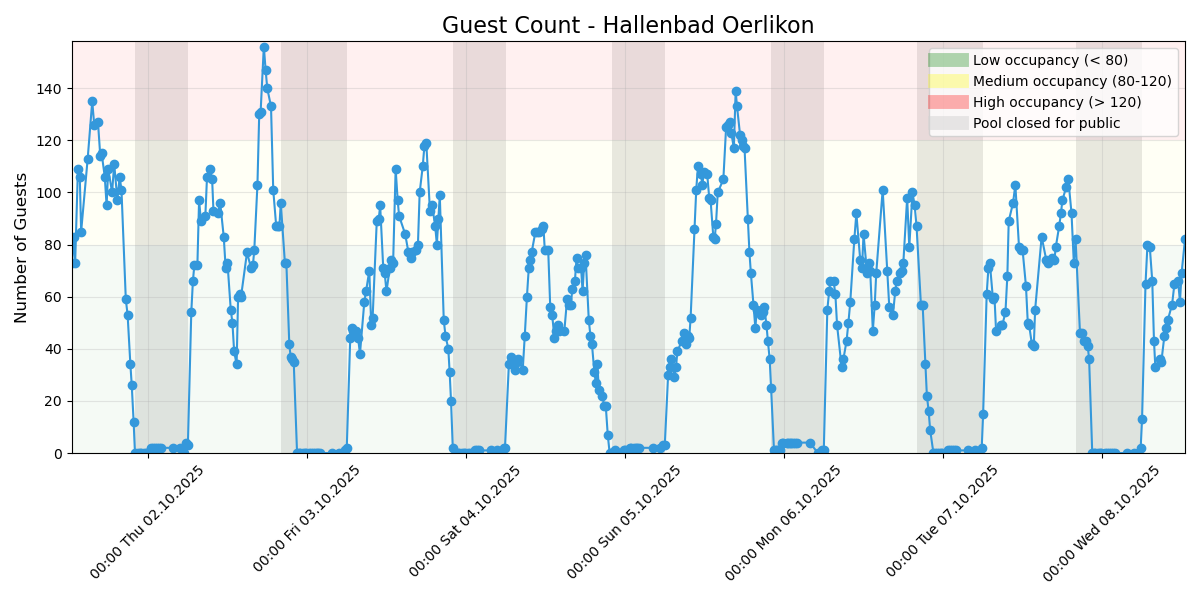 Guest Count - Hallenbad Oerlikon
Number of Guests
140
120
100
80
60
40
20
0
Low occupancy (< 80)
Medium occupancy (80-120)
High occupancy (> 120)
Pool closed for public
00:00 Thu 02.10.2025
00:00 Fri 03.10.2025
00:00 Sat 04.10.2025
00:00 Sun 05.10.2025
00:00 Mon 06.10.2025
00:00 Tue 07.10.2025
00:00 Wed 08.10.2025